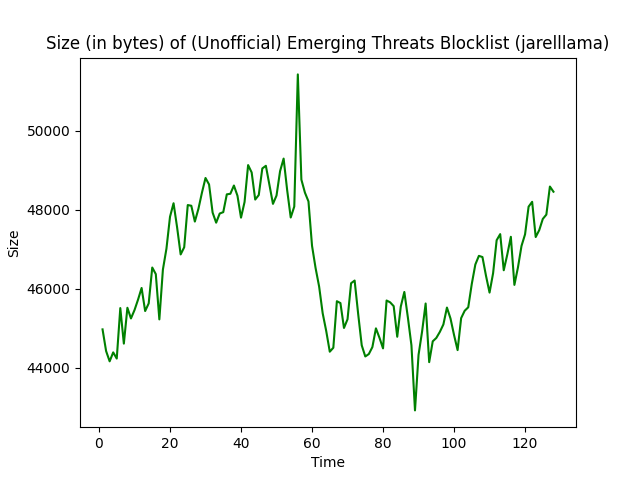 Size (in bytes) of (Unofficial) Emerging Threats Blocklist (jarelllama)
50000
48000
46000
44000
Size
0 20 40 60 80 100 120
Time